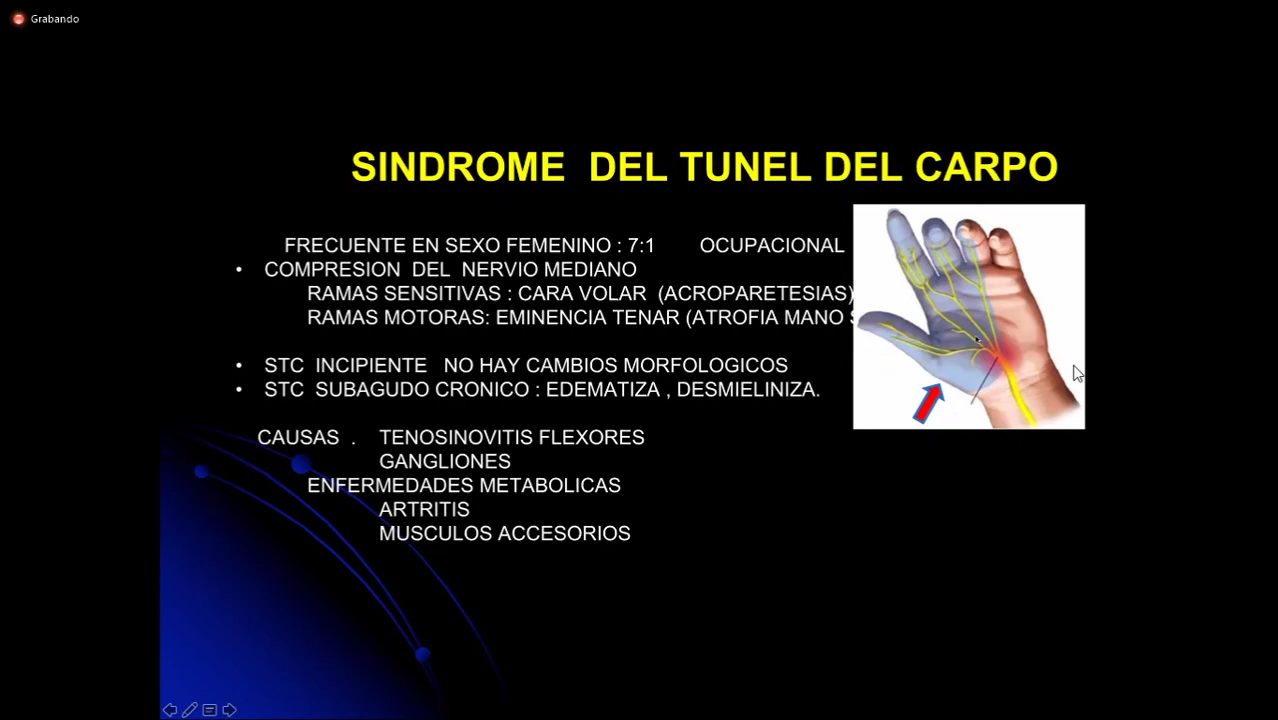 Grabando
SINDROME DEL TUNEL DEL CARPO
FRECUENTE EN SEXO FEMENINO : 7:1 OCUPACIONAL
• COMPRESION DEL NERVIO MEDIANO
RAMAS SENSITIVAS : CARA VOLAR (ACROPARETESIAS)
RAMAS MOTORAS: EMINENCIA TENAR (ATROFIA MANO
• STC INCIPIENTE NO HAY CAMBIOS MORFOLOGICOS
• STC SUBAGUDO CRONICO : EDEMATIZA , DESMIELINIZA.
CAUSAS . TENOSINOVITIS FLEXORES
GANGLIONES
ENFERMEDADES METABOLICAS
ARTRITIS
MUSCULOS ACCESORIOS